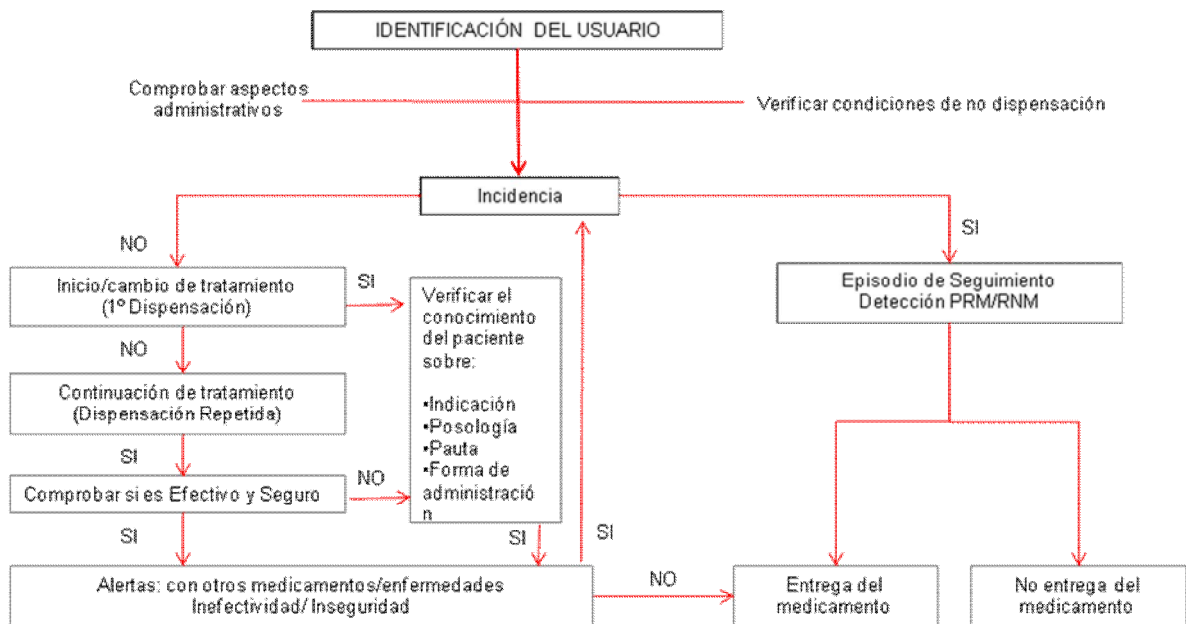 IDENTIFICACIÓN DEL USUARIO
Comprobar aspectos
administrativos
Verificar condiciones de no dispensación
Incidencia
NO
SI
Inicio/cambio de tratamiento
(1º Dispensación)
SI
Verificar el
conocimiento
del paciente
sobre:
•Indicación
•Posología
•Pauta
•Forma de
administració
n
Episodio de Seguimiento
Detección PRM/RNM
NO
Continuación de tratamiento
(Dispensación Repetida)
SI
Comprobar si es Efectivo y Seguro
NO
SI
SI
SI
Alertas: con otros medicamentos/enfermedades
Inefectividad/ Inseguridad
NO
Entrega del
medicamento
No entrega del
medicamento